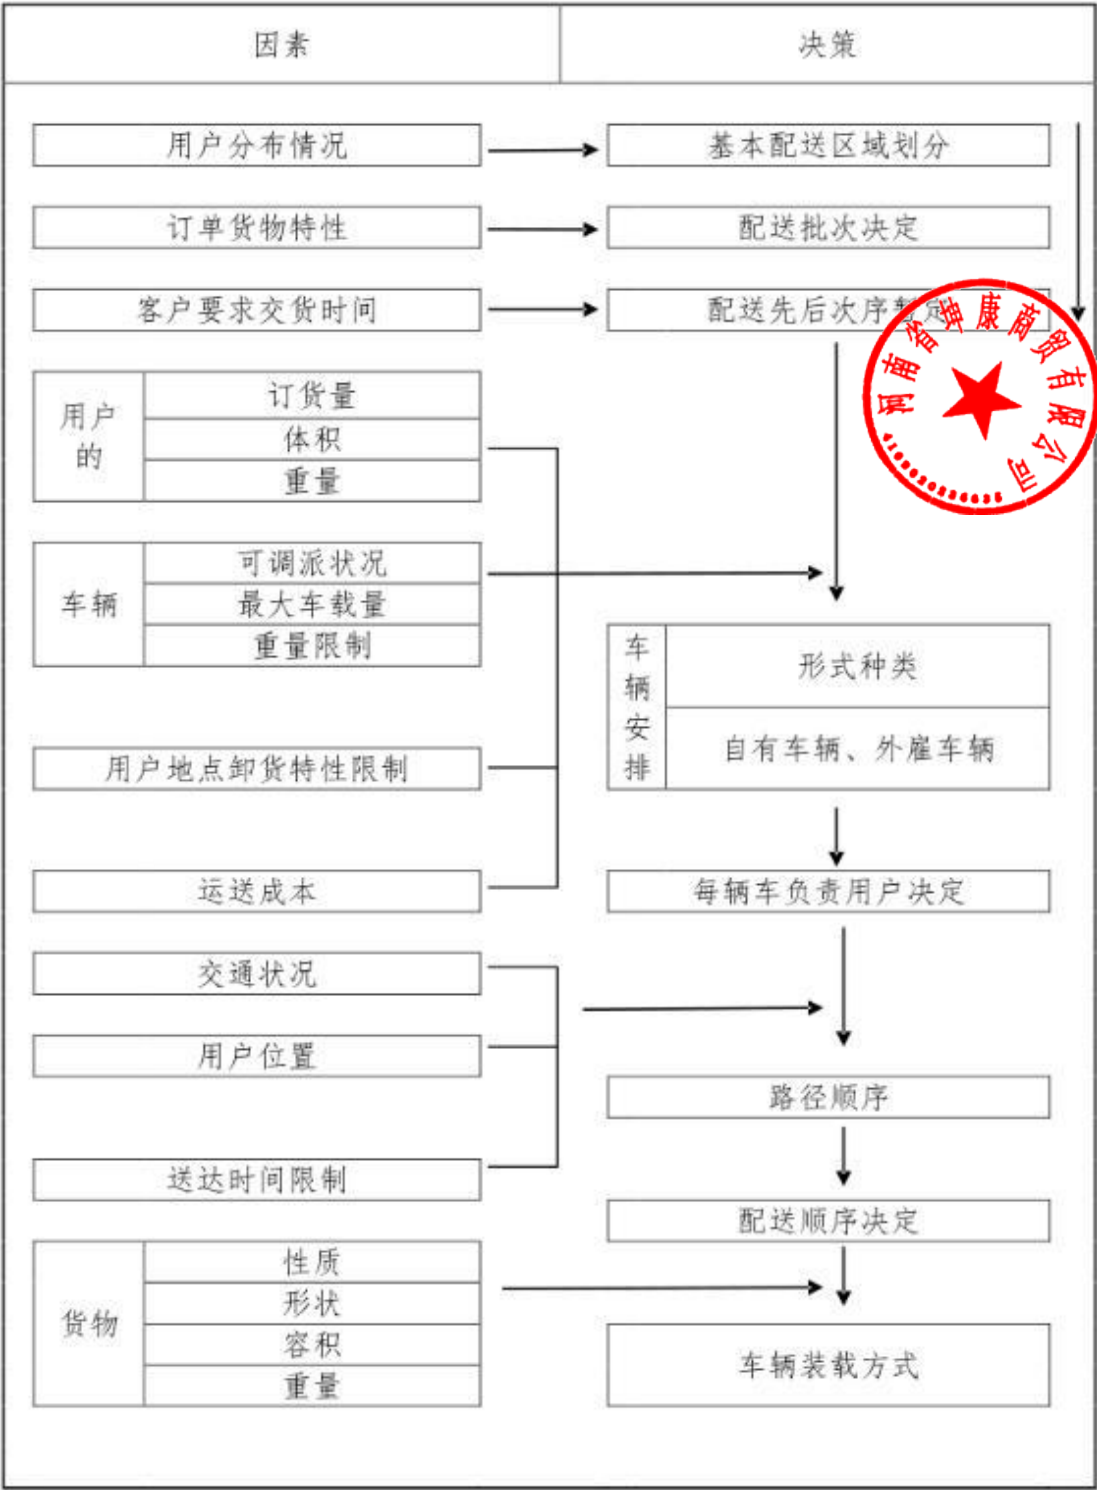 因素
决策
用户分布情况
基本配送区域划分
订单货物特性
配送批次决定
客户要求交货时间
配送先后次序暂定
用户
的
订货量
体积
重量
车辆
可调派状况
最大车载量
重量限制
车
辆
安
排
形式种类
自有车辆、外雇车辆
用户地点卸货特性限制
运送成本
每辆车负责用户决定
交通状况
用户位置
路径顺序
送达时间限制
配送顺序决定
货物
性质
形状
容积
重量
车辆装载方式
河南省坤康商贸有限公司